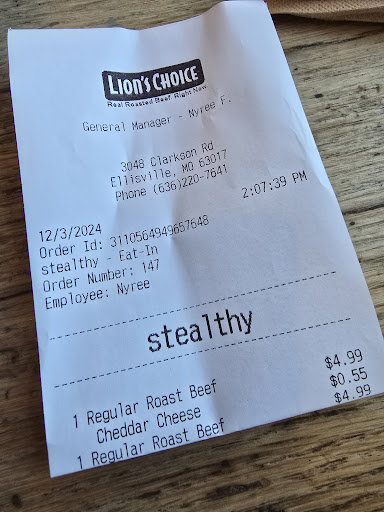 LION'S CHOICE
Real Roasted Beef Right Now
General Manager - Nyree F.
3048 Clarkson Rd
Ellisville, MO 63017
Phone (636)220-7641
12/3/2024 2:07:39 PM
Order Id: 3110564949657648
stealthy - Eat-In
Order Number: 147
Employee: Nyree
stealthy
1 Regular Roast Beef $4.99
Cheddar Cheese $0.55
1 Regular Roast Beef $4.99